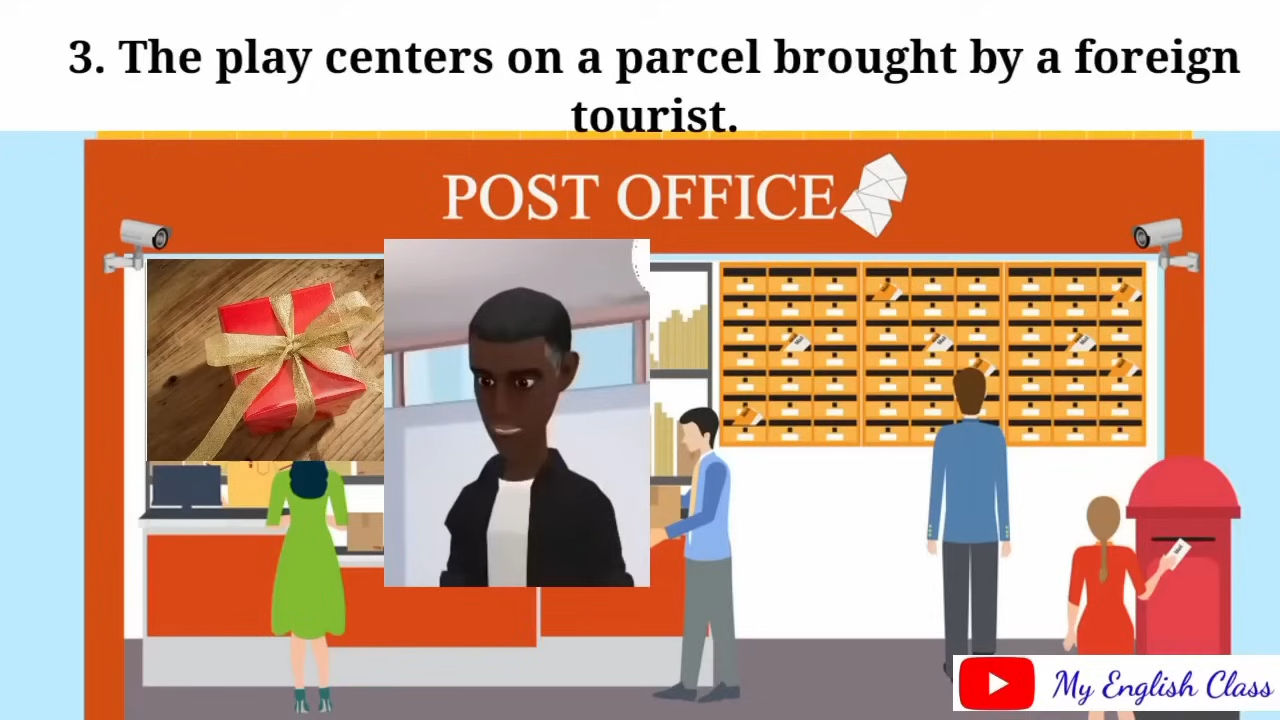 3. The play centers on a parcel brought by a foreign
tourist.
POST OFFICE
My English Class